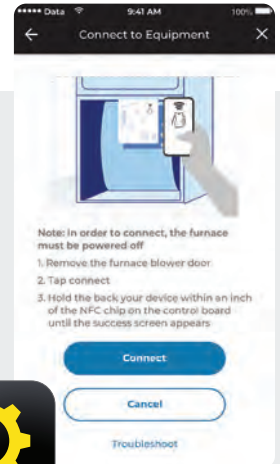 Data 9:41 AM 100%
Connect to Equipment
Note: in order to connect, the furnace
must be powered off
1. Remove the furnace blower door
2. Tap connect
3. Hold the back your device within an inch
of the NFC chip on the control board
until the success screen appears
Connect
Cancel
Troubleshoot